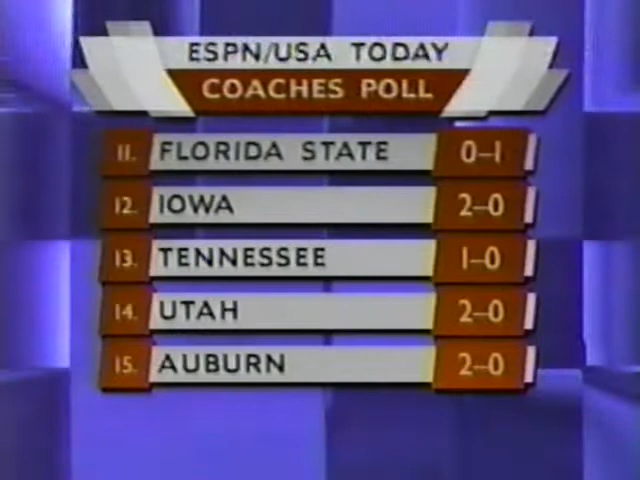 ESPN/USA TODAY
COACHES POLL
11. FLORIDA STATE 0-1
12. IOWA 2-0
13. TENNESSEE 1-0
14. UTAH 2-0
15. AUBURN 2-0